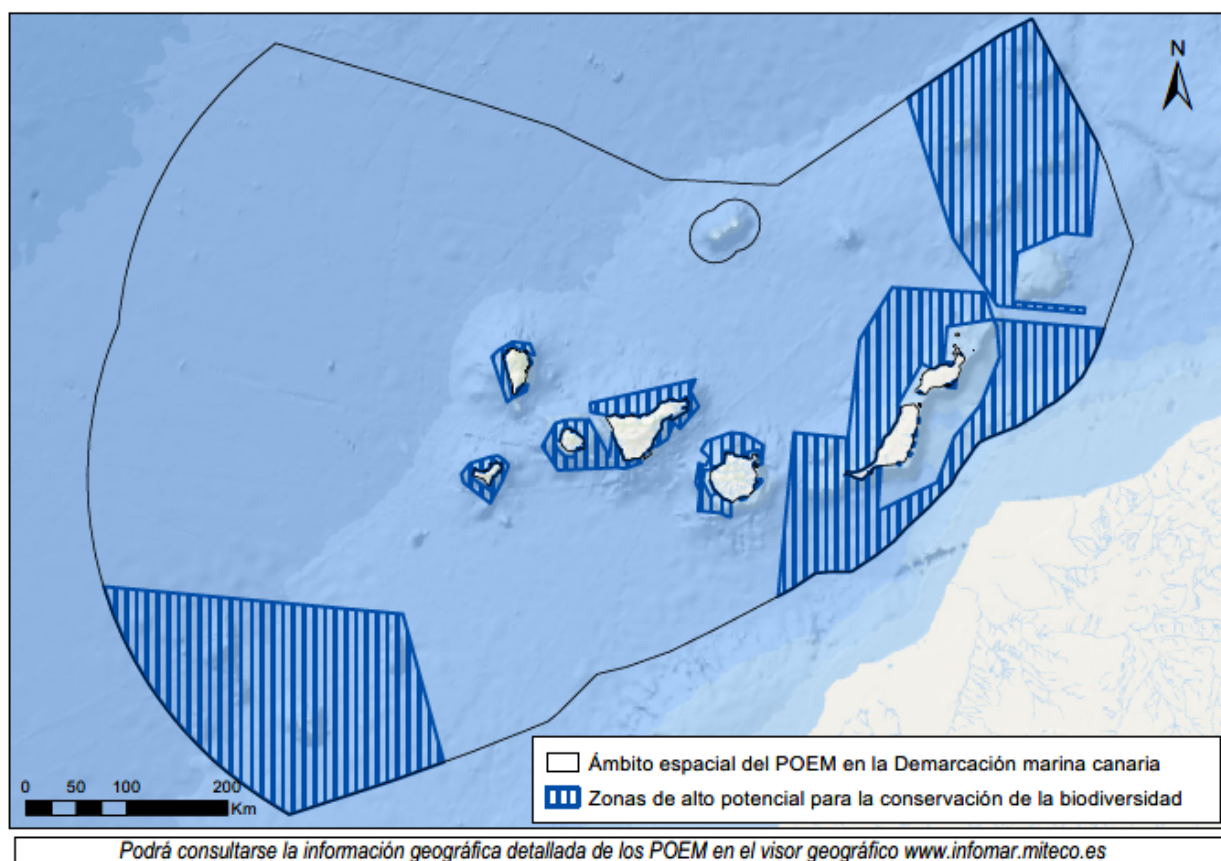 N
Ámbito espacial del POEM en la Demarcación marina canaria
Zonas de alto potencial para la conservación de la biodiversidad
0 50 100 200
Km
Podrá consultarse la información geográfica detallada de los POEM en el visor geográfico www.infomar.miteco.es